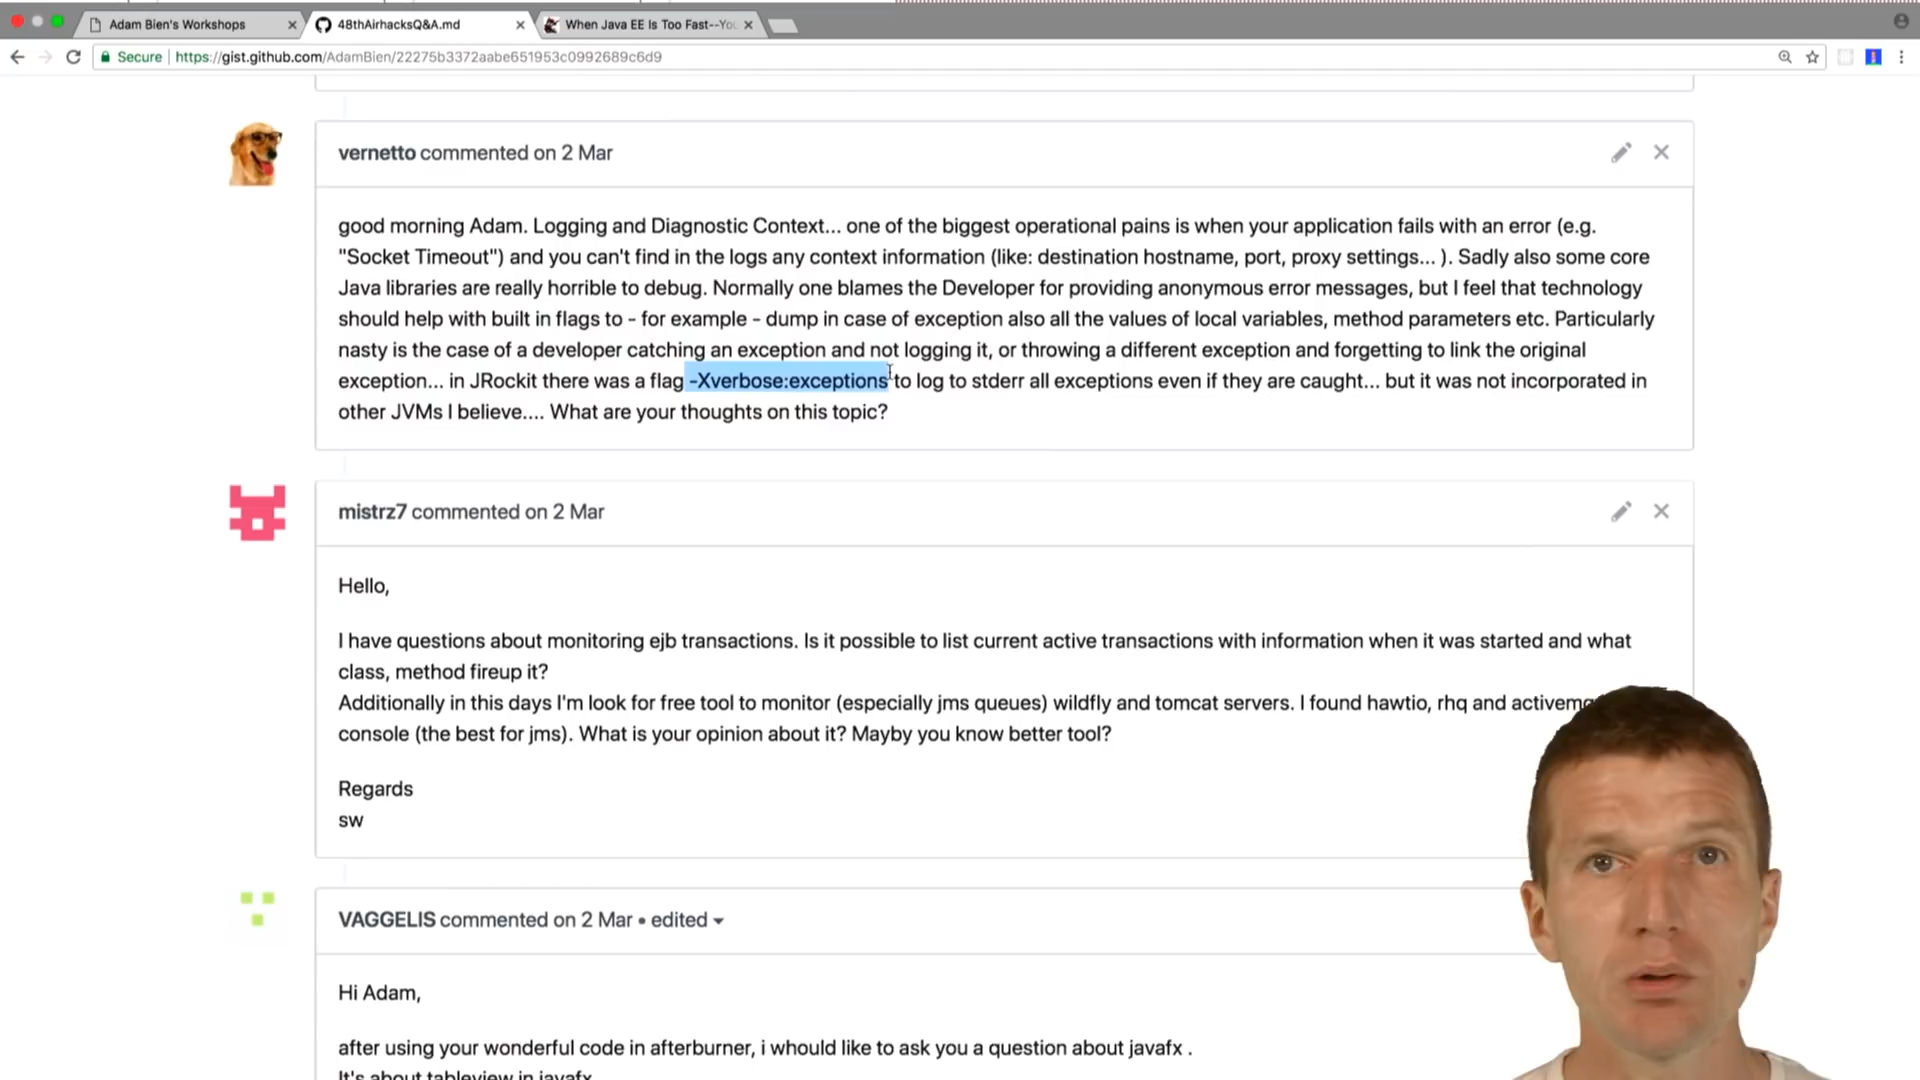 Adam Bien's Workshops
48thAirhacksQ&A.md
When Java EE Is Too Fast--Yo
Secure
https://gist.github.com/AdamBien/22275b3372aabe651953c0992689c6d9
vernetto commented on 2 Mar
good morning Adam. Logging and Diagnostic Context... one of the biggest operational pains is when your application fails with an error (e.g.
"Socket Timeout") and you can't find in the logs any context information (like: destination hostname, port, proxy settings... ). Sadly also some core
Java libraries are really horrible to debug. Normally one blames the Developer for providing anonymous error messages, but I feel that technology
should help with built in flags to - for example - dump in case of exception also all the values of local variables, method parameters etc. Particularly
nasty is the case of a developer catching an exception and not logging it, or throwing a different exception and forgetting to link the original
exception... in JRockit there was a flag -Xverbose:exceptions to log to stderr all exceptions even if they are caught... but it was not incorporated in
other JVMs I believe.... What are your thoughts on this topic?
mistrz7 commented on 2 Mar
Hello,
I have questions about monitoring ejb transactions. Is it possible to list current active transactions with information when it was started and what
class, method fireup it?
Additionally in this days I'm look for free tool to monitor (especially jms queues) wildfly and tomcat servers. I found hawtio, rhq and activemq
console (the best for jms). What is your opinion about it? Mayby you know better tool?
Regards
sw
VAGGELIS commented on 2 Mar • edited
Hi Adam,
after using your wonderful code in afterburner, i whould like to ask you a question about javafx .
It's about tableview in javafx